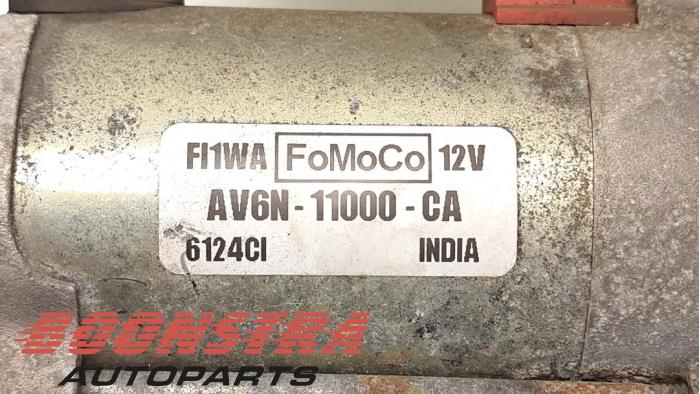 FI1WA FoMoCo 12V
AV6N - 11000 - CA
6124CI INDIA
BOONSTRA
AUTOPARTS